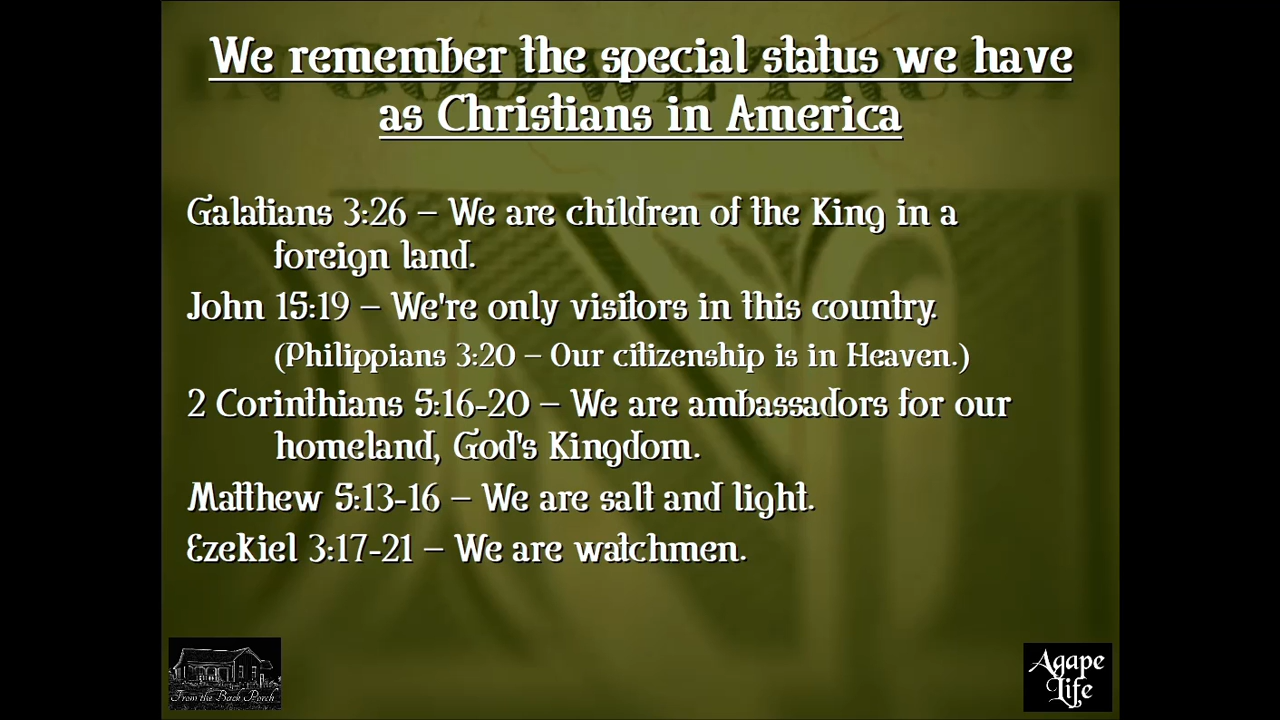 IN GOD WE TRUST
We remember the special status we have
as Christians in America
Galatians 3:26 – We are children of the King in a
foreign land.
John 15:19 – We're only visitors in this country.
(Philippians 3:20 – Our citizenship is in Heaven.)
2 Corinthians 5:16-20 – We are ambassadors for our
homeland, God's Kingdom.
Matthew 5:13-16 – We are salt and light.
Ezekiel 3:17-21 – We are watchmen.
From the Back Porch
Agape
Life